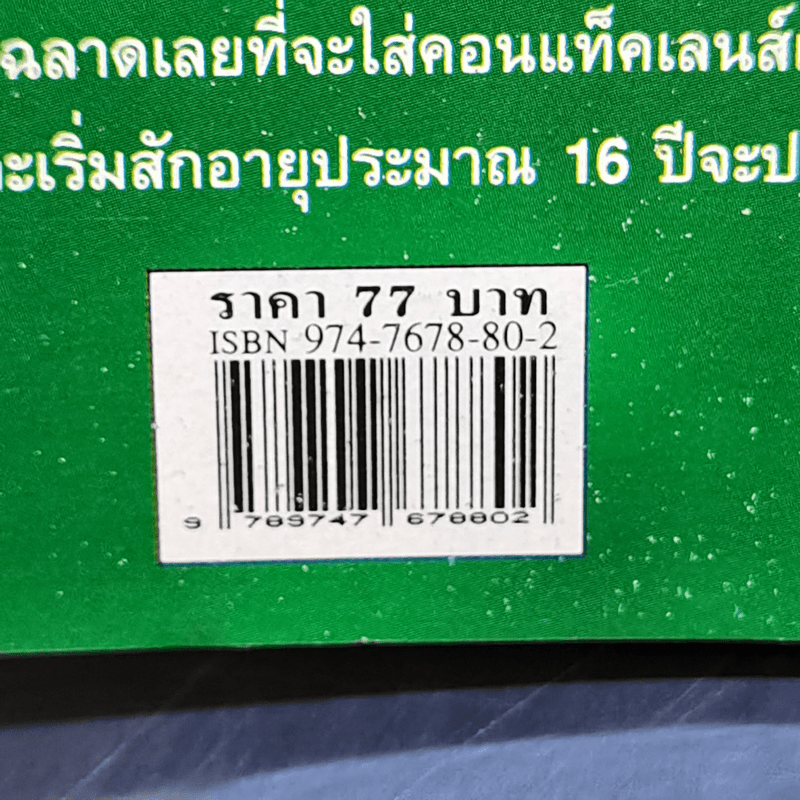 ฉลาดเลยที่จะใส่คอนแท็คเลนส์
จะเริ่มสักอายุประมาณ 16 ปีจะป
ราคา 77 บาท
ISBN 974-7678-80-2
9 789747 678802